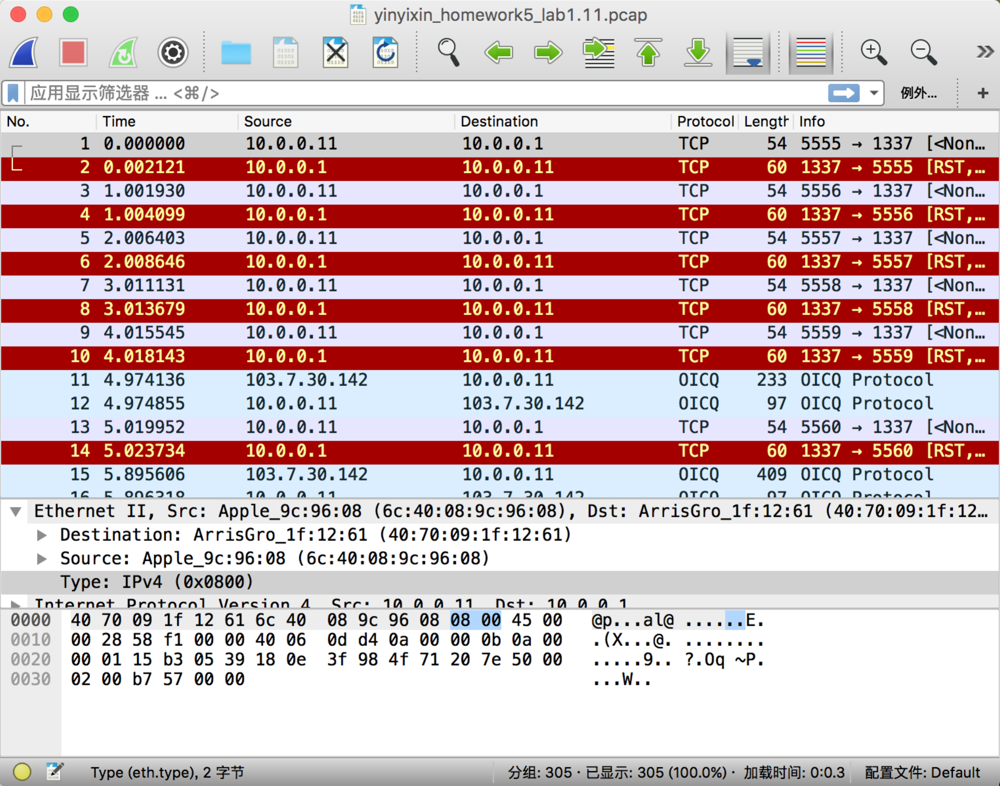 yinyixin_homework5_lab1.11.pcap
应用显示筛选器 ... <⌘/>
例外...
+
No. Time Source Destination Protocol Length Info
1 0.000000 10.0.0.11 10.0.0.1 TCP 54 5555 → 1337 [<Non…
2 0.002121 10.0.0.1 10.0.0.11 TCP 60 1337 → 5555 [RST,…
3 1.001930 10.0.0.11 10.0.0.1 TCP 54 5556 → 1337 [<Non…
4 1.004099 10.0.0.1 10.0.0.11 TCP 60 1337 → 5556 [RST,…
5 2.006403 10.0.0.11 10.0.0.1 TCP 54 5557 → 1337 [<Non…
6 2.008646 10.0.0.1 10.0.0.11 TCP 60 1337 → 5557 [RST,…
7 3.011131 10.0.0.11 10.0.0.1 TCP 54 5558 → 1337 [<Non…
8 3.013679 10.0.0.1 10.0.0.11 TCP 60 1337 → 5558 [RST,…
9 4.015545 10.0.0.11 10.0.0.1 TCP 54 5559 → 1337 [<Non…
10 4.018143 10.0.0.1 10.0.0.11 TCP 60 1337 → 5559 [RST,…
11 4.974136 103.7.30.142 10.0.0.11 OICQ 233 OICQ Protocol
12 4.974855 10.0.0.11 103.7.30.142 OICQ 97 OICQ Protocol
13 5.019952 10.0.0.11 10.0.0.1 TCP 54 5560 → 1337 [<Non…
14 5.023734 10.0.0.1 10.0.0.11 TCP 60 1337 → 5560 [RST,…
15 5.895606 103.7.30.142 10.0.0.11 OICQ 409 OICQ Protocol
16 5.896318 10.0.0.11 103.7.30.142 OICQ 97 OICQ Protocol
Ethernet II, Src: Apple_9c:96:08 (6c:40:08:9c:96:08), Dst: ArrisGro_1f:12:61 (40:70:09:1f:12…
Destination: ArrisGro_1f:12:61 (40:70:09:1f:12:61)
Source: Apple_9c:96:08 (6c:40:08:9c:96:08)
Type: IPv4 (0x0800)
Internet Protocol Version 4, Src: 10.0.0.11, Dst: 10.0.0.1
0000 40 70 09 1f 12 61 6c 40 08 9c 96 08 08 00 45 00 @p...al@ ......E.
0010 00 28 58 f1 00 00 40 06 0d d4 0a 00 00 0b 0a 00 .(X...@. ........
0020 00 01 15 b3 05 39 18 0e 3f 98 4f 71 20 7e 50 00 .....9.. ?.Oq ~P.
0030 02 00 b7 57 00 00 ...W..
Type (eth.type), 2 字节 分组: 305 · 已显示: 305 (100.0%) · 加载时间: 0:0.3 配置文件: Default